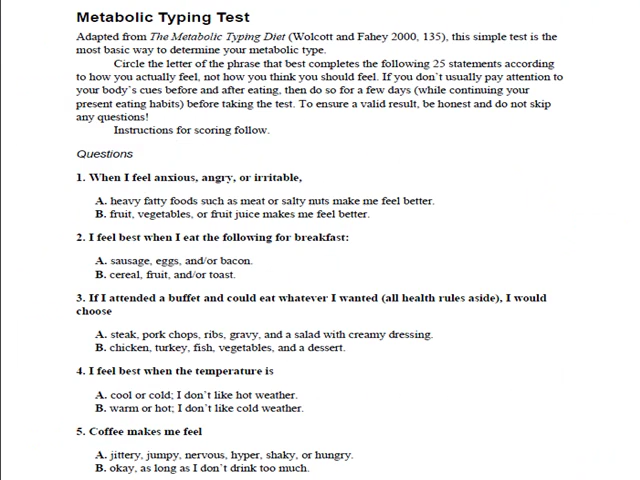 Metabolic Typing Test
Adapted from The Metabolic Typing Diet (Wolcott and Fahey 2000, 135), this simple test is the
most basic way to determine your metabolic type.
Circle the letter of the phrase that best completes the following 25 statements according
to how you actually feel, not how you think you should feel. If you don`t usually pay attention to
your body`s cues before and after eating, then do so for a few days (while continuing your
present eating habits) before taking the test. To ensure a valid result, be honest and do not skip
any questions!
Instructions for scoring follow.
Questions
1. When I feel anxious, angry, or irritable,
A. heavy fatty foods such as meat or salty nuts make me feel better.
B. fruit, vegetables, or fruit juice makes me feel better.
2. I feel best when I eat the following for breakfast:
A. sausage, eggs, and/or bacon.
B. cereal, fruit, and/or toast.
3. If I attended a buffet and could eat whatever I wanted (all health rules aside), I would
choose
A. steak, pork chops, ribs, gravy, and a salad with creamy dressing.
B. chicken, turkey, fish, vegetables, and a dessert.
4. I feel best when the temperature is
A. cool or cold; I don`t like hot weather.
B. warm or hot; I don`t like cold weather.
5. Coffee makes me feel
A. jittery, jumpy, nervous, hyper, shaky, or hungry.
B. okay, as long as I don`t drink too much.